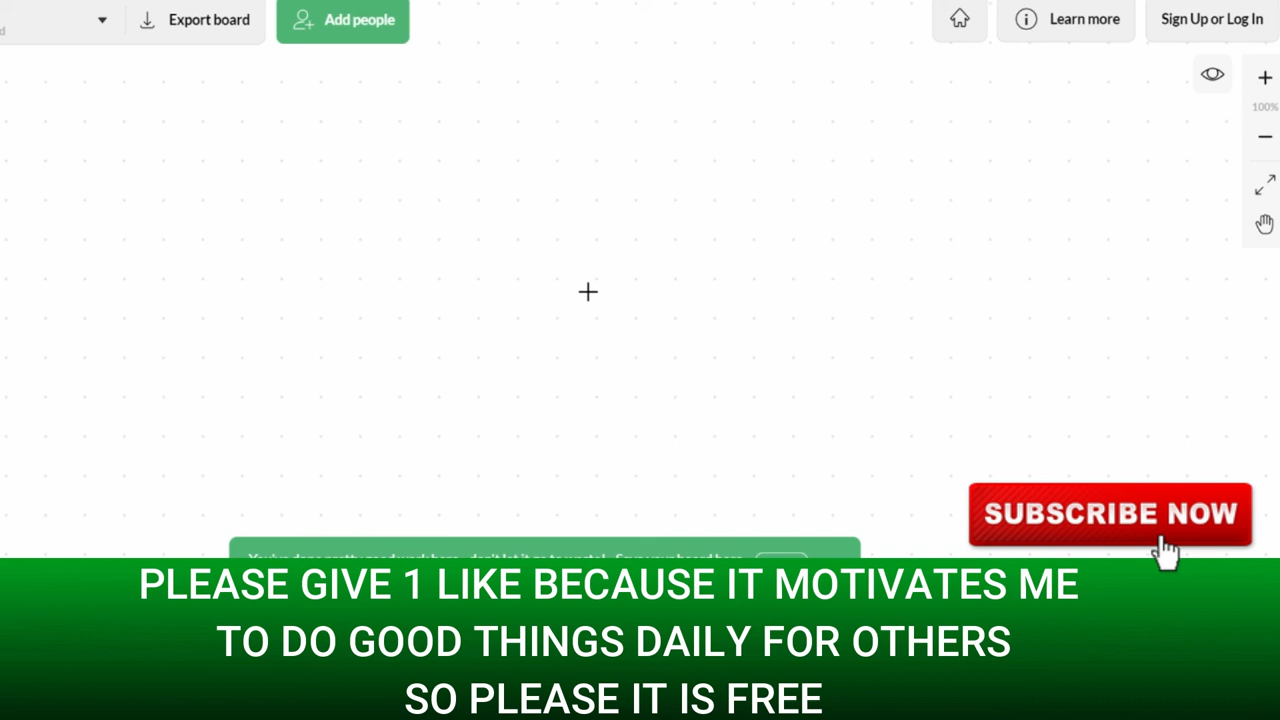 Export board
Add people
Learn more
Sign Up or Log In
100%
SUBSCRIBE NOW
PLEASE GIVE 1 LIKE BECAUSE IT MOTIVATES ME
TO DO GOOD THINGS DAILY FOR OTHERS
SO PLEASE IT IS FREE